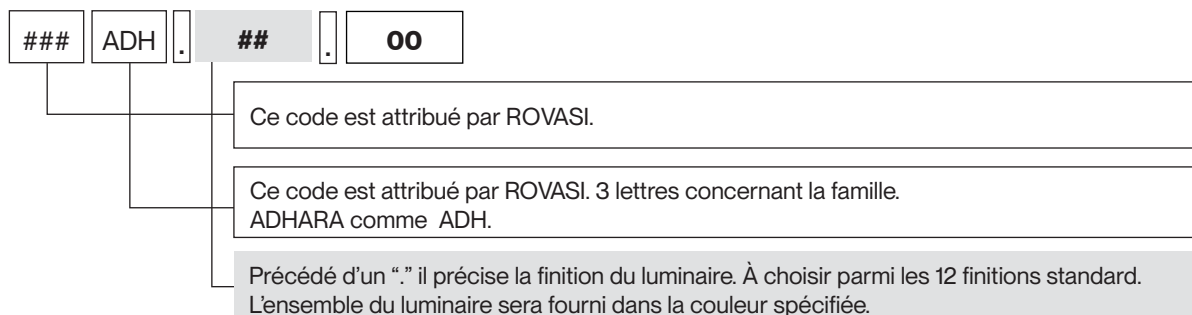 ### ADH . ## . 00
Ce code est attribué par ROVASI.
Ce code est attribué par ROVASI. 3 lettres concernant la famille.
ADHARA comme ADH.
Précédé d’un “.” il précise la finition du luminaire. À choisir parmi les 12 finitions standard.
L’ensemble du luminaire sera fourni dans la couleur spécifiée.